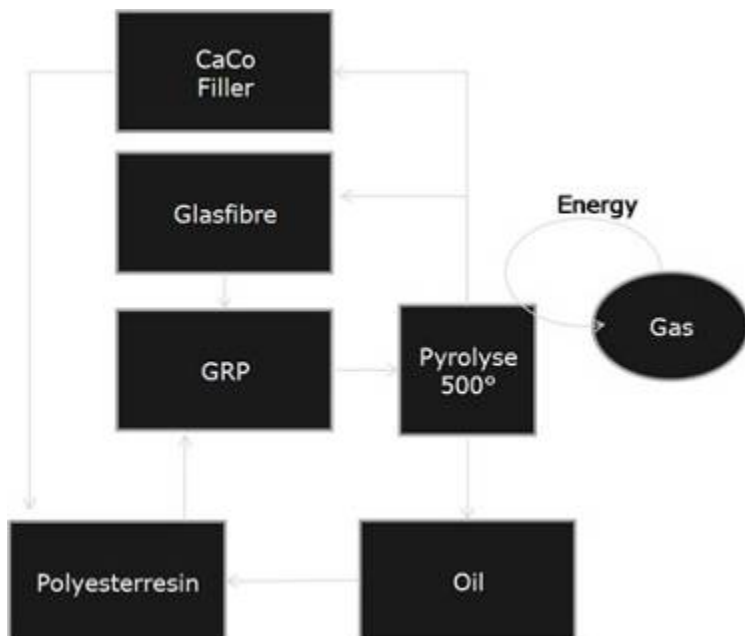 CaCo
Filler
Glasfibre
Energy
Gas
GRP
Pyrolyse
500°
Polyesterresin
Oil